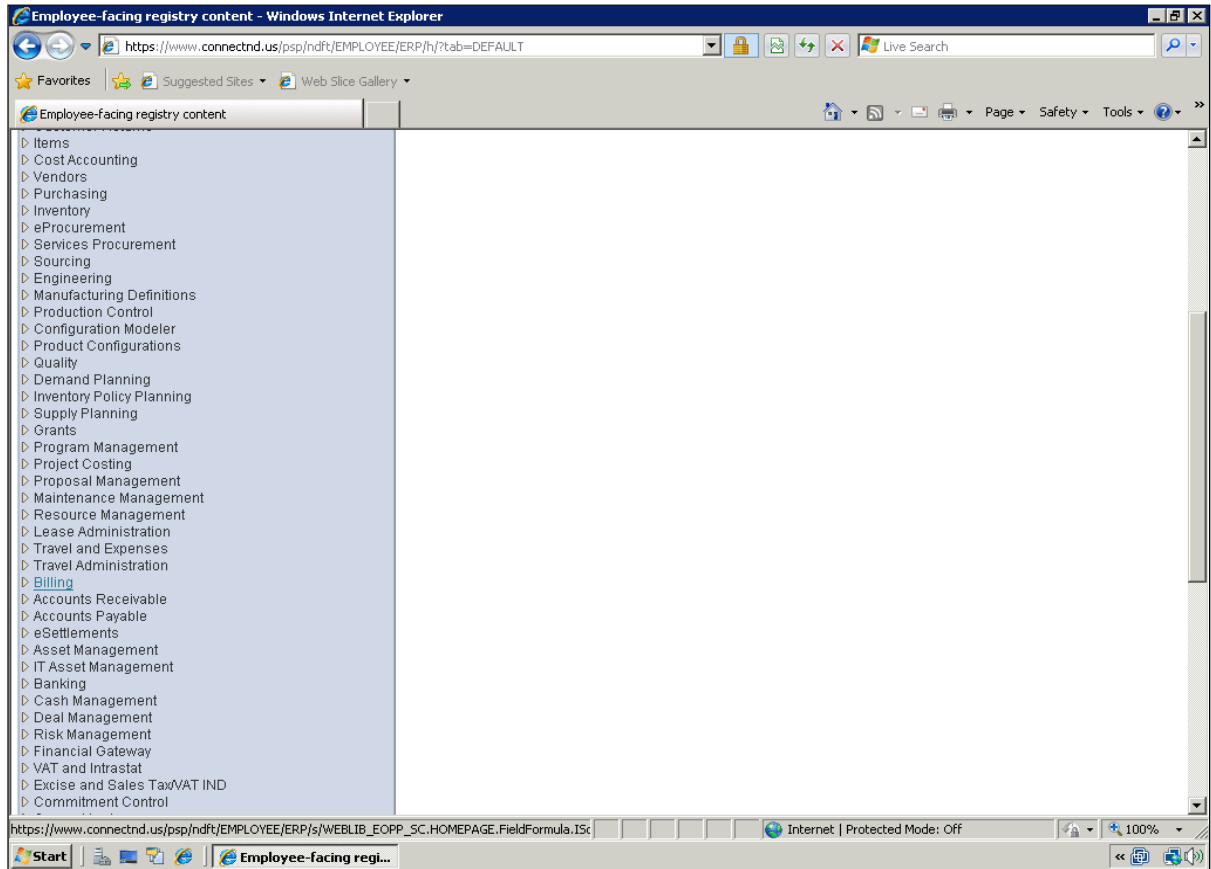 Employee-facing registry content - Windows Internet Explorer
https://www.connectnd.us/psp/ndft/EMPLOYEE/ERP/h/?tab=DEFAULT
Live Search
Favorites Suggested Sites Web Slice Gallery
Employee-facing registry content
Page Safety Tools »
Items
Cost Accounting
Vendors
Purchasing
Inventory
eProcurement
Services Procurement
Sourcing
Engineering
Manufacturing Definitions
Production Control
Configuration Modeler
Product Configurations
Quality
Demand Planning
Inventory Policy Planning
Supply Planning
Grants
Program Management
Project Costing
Proposal Management
Maintenance Management
Resource Management
Lease Administration
Travel and Expenses
Travel Administration
Billing
Accounts Receivable
Accounts Payable
eSettlements
Asset Management
IT Asset Management
Banking
Cash Management
Deal Management
Risk Management
Financial Gateway
VAT and Intrastat
Excise and Sales Tax/VAT IND
Commitment Control
https://www.connectnd.us/psp/ndft/EMPLOYEE/ERP/s/WEBLIB_EOPP_SC.HOMEPAGE.FieldFormula.ISc
Internet | Protected Mode: Off
100%
Start
Employee-facing regi...
«